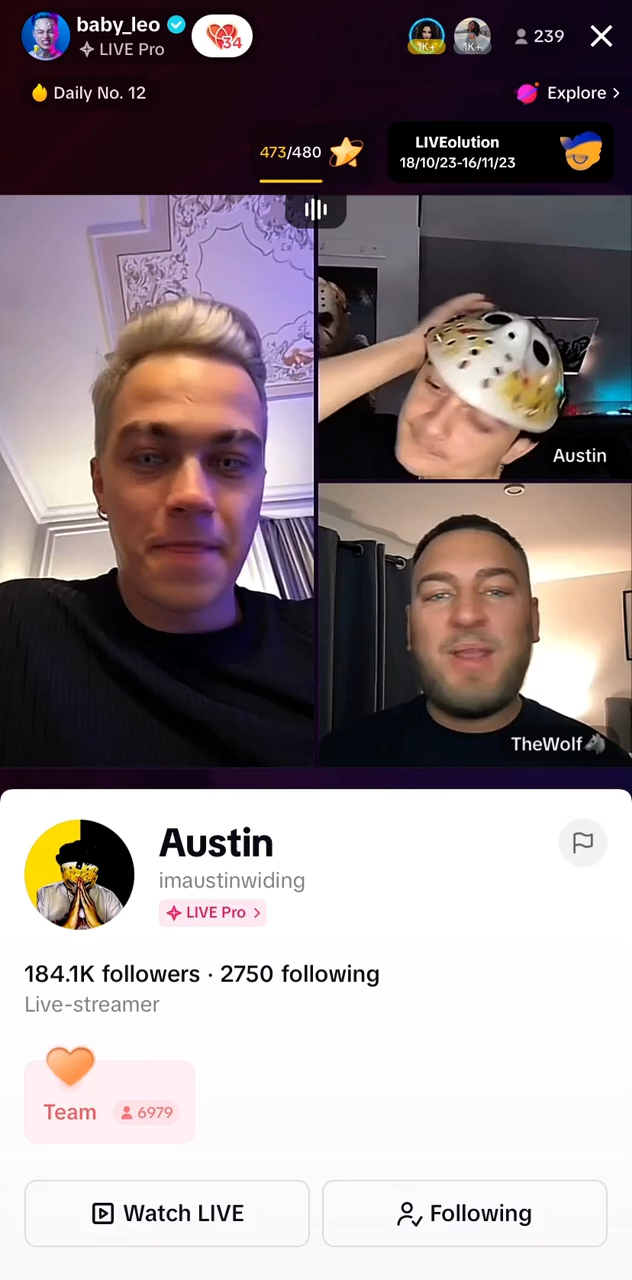 baby_leo
LIVE Pro
34
1K+
1K+
239
Daily No. 12
Explore >
473/480
LIVEolution
18/10/23-16/11/23
Austin
TheWolf🐺
Austin
imaustinwiding
LIVE Pro >
184.1K followers · 2750 following
Live-streamer
Team 6979
Watch LIVE
Following